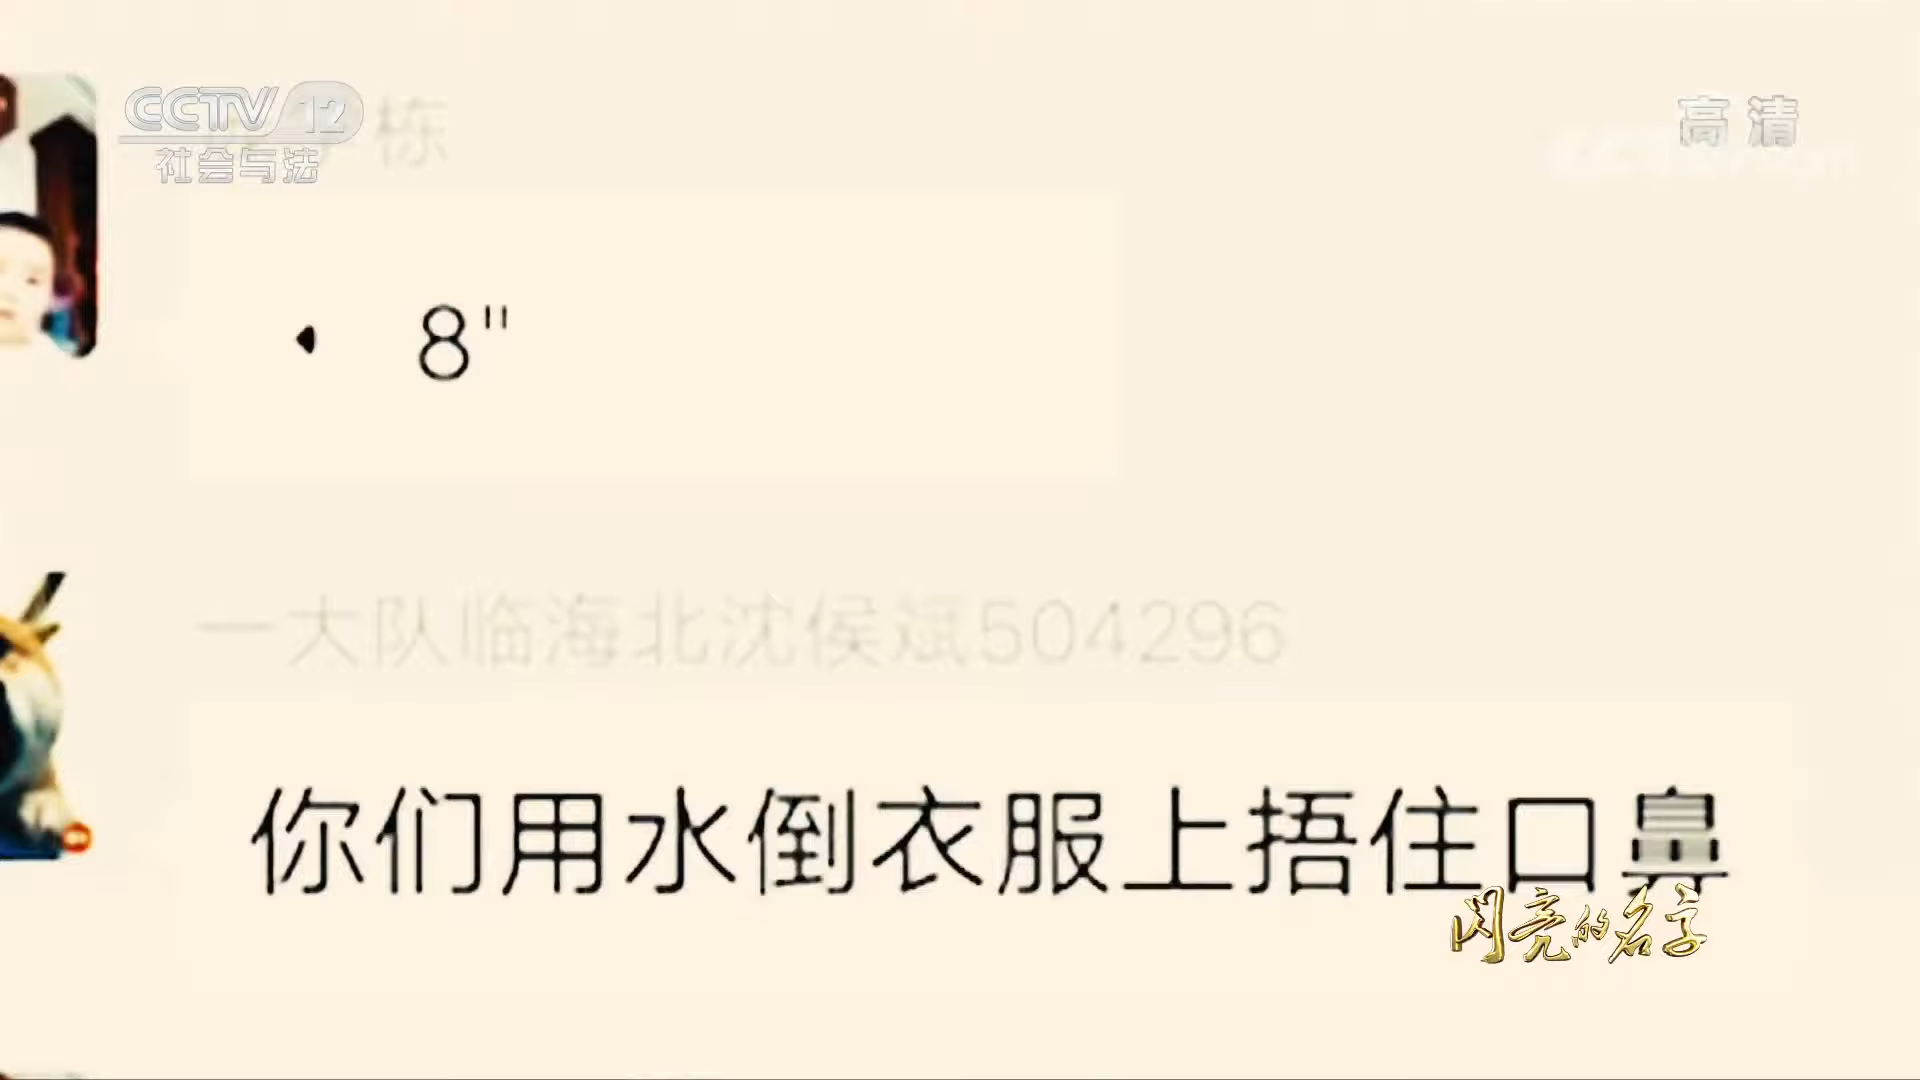 CCTV 12
社会与法
高清
栋
8"
一大队临海北沈侯斌504296
你们用水倒衣服上捂住口鼻
闪亮的名字